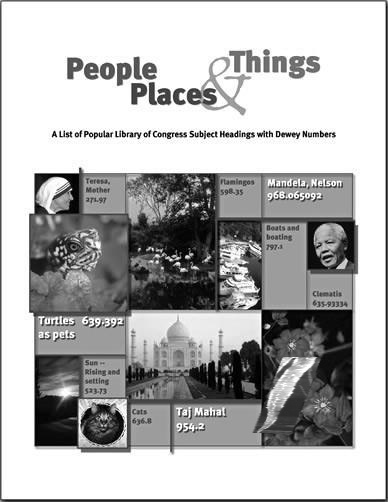 People
Places & Things
A List of Popular Library of Congress Subject Headings with Dewey Numbers
Teresa,
Mother
271.97
Flamingos
598.35
Mandela, Nelson
968.065092
Boats and
boating
797.1
Clematis
635.93334
Turtles 639.392
as pets
Sun --
Rising and
setting
523.73
Cats
636.8
Taj Mahal
954.2